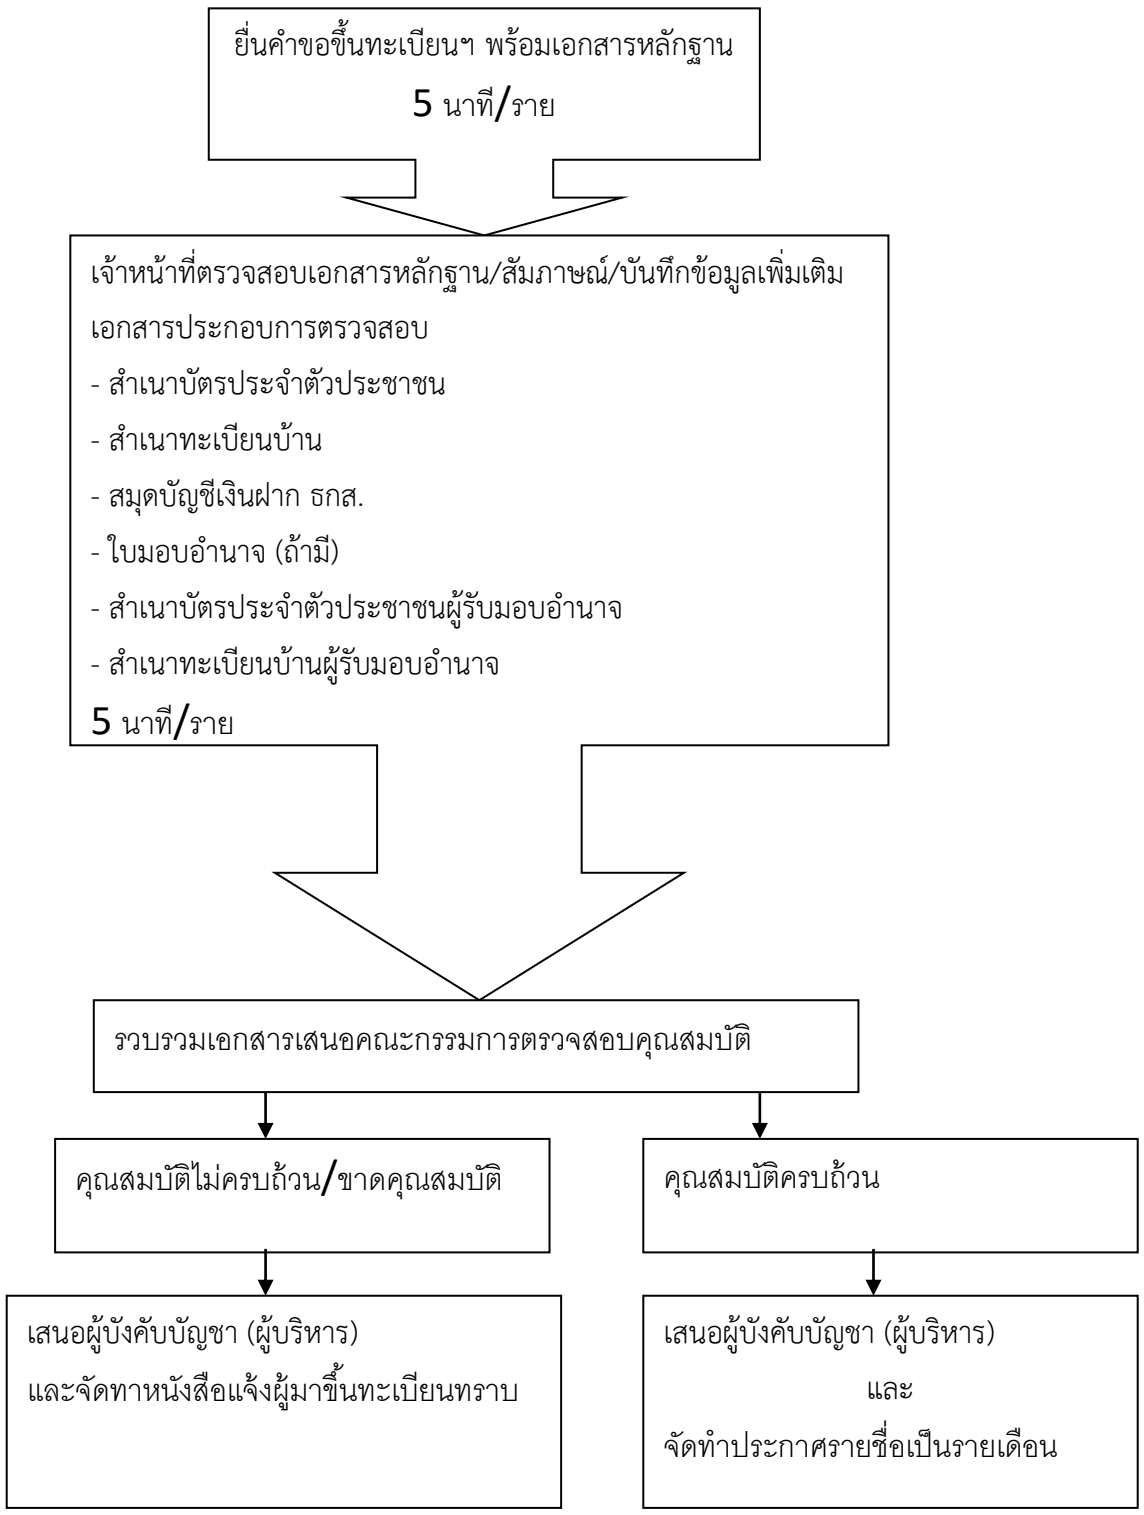 ยื่นคำขอขึ้นทะเบียนฯ พร้อมเอกสารหลักฐาน
5 นาที/ราย
เจ้าหน้าที่ตรวจสอบเอกสารหลักฐาน/สัมภาษณ์/บันทึกข้อมูลเพิ่มเติม
เอกสารประกอบการตรวจสอบ
- สำเนาบัตรประจำตัวประชาชน
- สำเนาทะเบียนบ้าน
- สมุดบัญชีเงินฝาก ธกส.
- ใบมอบอำนาจ (ถ้ามี)
- สำเนาบัตรประจำตัวประชาชนผู้รับมอบอำนาจ
- สำเนาทะเบียนบ้านผู้รับมอบอำนาจ
5 นาที/ราย
รวบรวมเอกสารเสนอคณะกรรมการตรวจสอบคุณสมบัติ
คุณสมบัติไม่ครบถ้วน/ขาดคุณสมบัติ
คุณสมบัติครบถ้วน
เสนอผู้บังคับบัญชา (ผู้บริหาร)
และจัดทาหนังสือแจ้งผู้มาขึ้นทะเบียนทราบ
เสนอผู้บังคับบัญชา (ผู้บริหาร)
และ
จัดทำประกาศรายชื่อเป็นรายเดือน